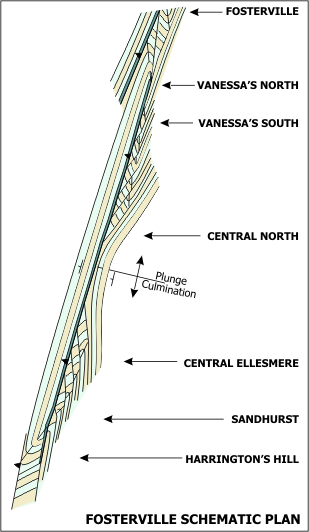 FOSTERVILLE
VANESSA'S NORTH
VANESSA'S SOUTH
CENTRAL NORTH
Plunge
Culmination
CENTRAL ELLESMERE
SANDHURST
HARRINGTON'S HILL
FOSTERVILLE SCHEMATIC PLAN